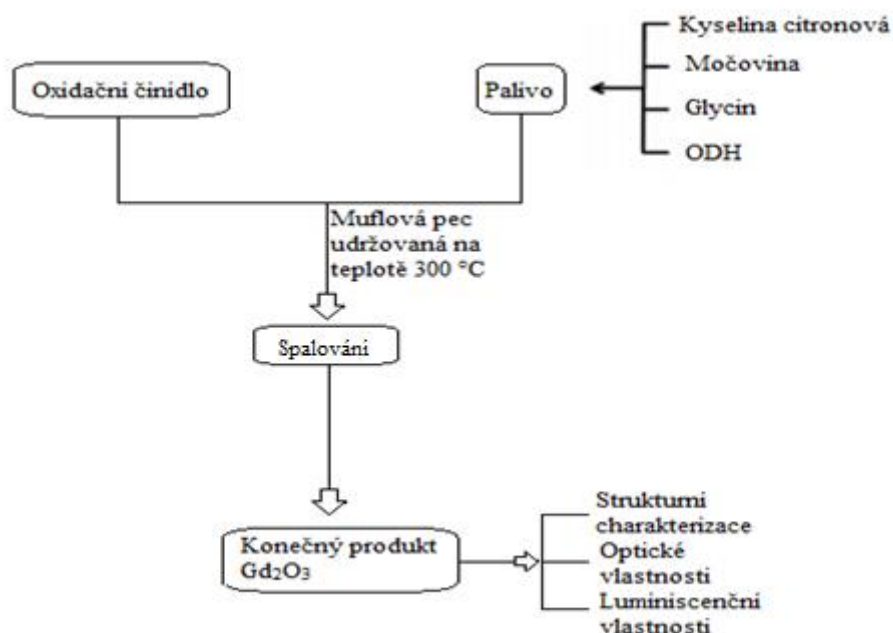 Kyselina citronová
Oxidační činidlo
Palivo
Močovina
Glycin
ODH
Muflová pec
udržovaná na
teplotě 300 °C
Spalování
Konečný produkt
Gd₂O₃
Strukturní
charakterizace
Optické
vlastnosti
Luminiscenční
vlastnosti